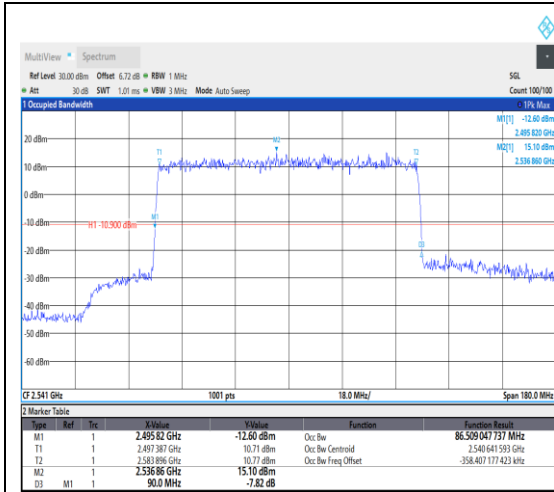 MultiView Spectrum
Ref Level 30.00 dBm Offset 6.72 dB RBW 1 MHz SGL
Att 30 dB SWT 1.01 ms VBW 3 MHz Mode Auto Sweep Count 100/100
1 Occupied Bandwidth 1Pk Max
M1[1] -12.60 dBm
2.495 820 GHz
M2[1] 15.10 dBm
2.536 860 GHz
20 dBm
T1 M2 T2
10 dBm
0 dBm
M1
-10 dBm H1 -10.900 dBm
D3
-20 dBm
-30 dBm
-40 dBm
-50 dBm
-60 dBm
CF 2.541 GHz 1001 pts 18.0 MHz/ Span 180.0 MHz
2 Marker Table
Type Ref Trc X-Value Y-Value Function Function Result
M1 1 2.495 82 GHz -12.60 dBm Occ Bw 86.509 047 737 MHz
T1 1 2.497 387 GHz 10.71 dBm Occ Bw Centroid 2.540 641 593 GHz
T2 1 2.583 896 GHz 10.77 dBm Occ Bw Freq Offset -358.407 177 423 kHz
M2 1 2.536 86 GHz 15.10 dBm
D3 M1 1 90.0 MHz -7.82 dB